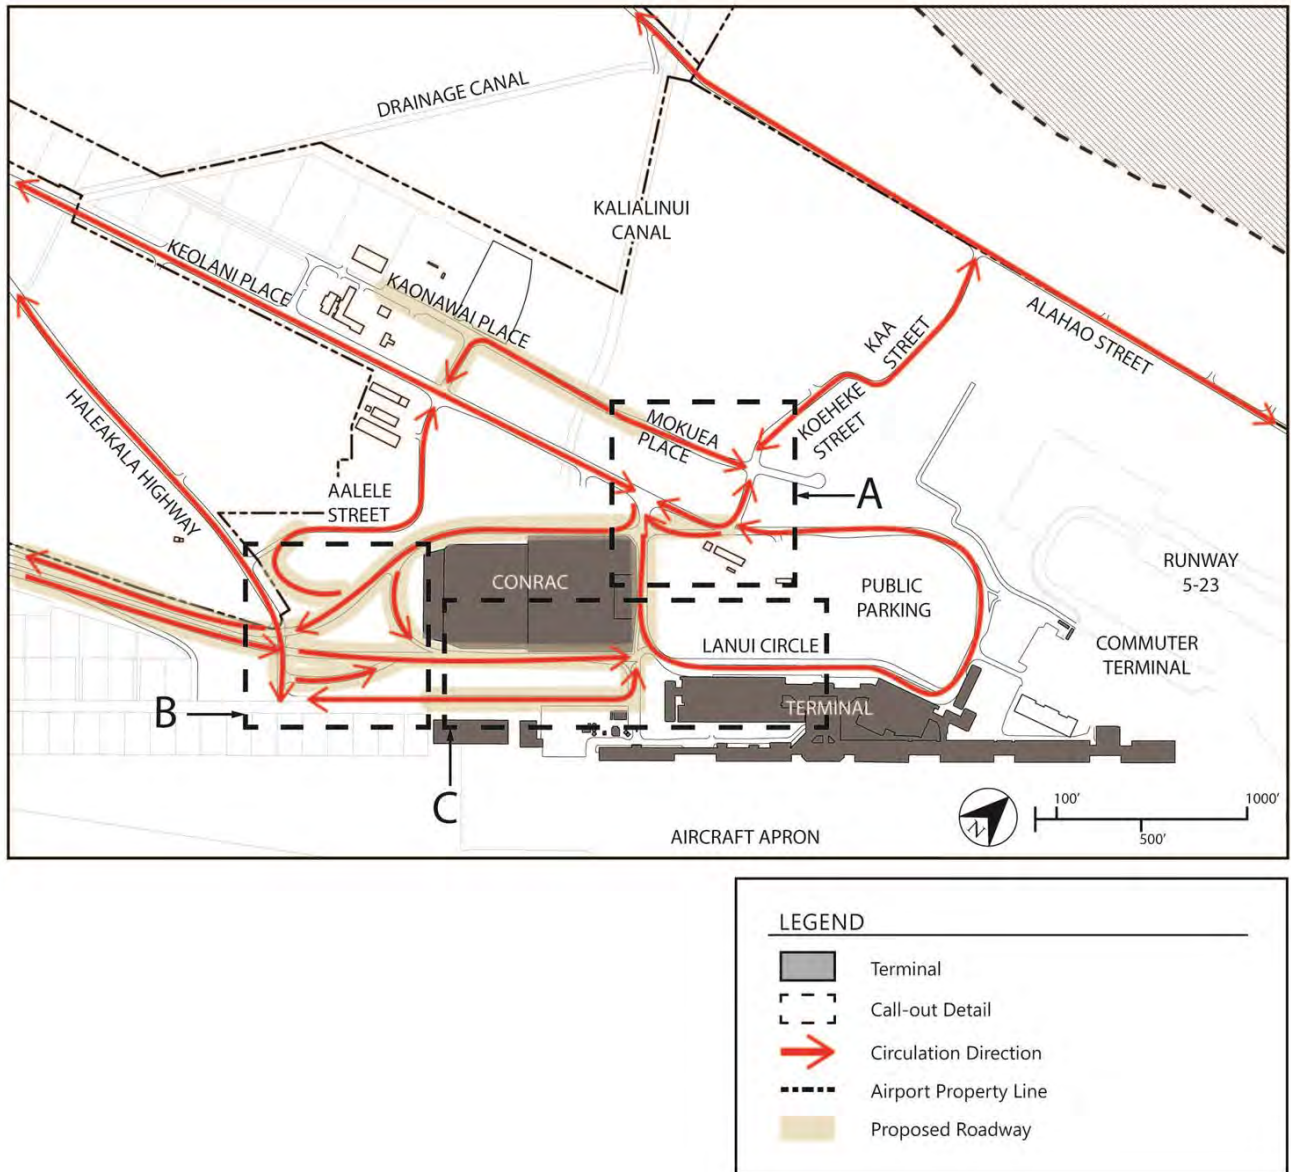 DRAINAGE CANAL
KALIALINUI
CANAL
KEOLANI PLACE
KAONAWAI PLACE
KAA
STREET
ALAHAO STREET
HALEAKALA HIGHWAY
MOKUEA
PLACE
KOEHEKE
STREET
AALELE
STREET
A
CONRAC
PUBLIC
PARKING
RUNWAY
5-23
LANUI CIRCLE
COMMUTER
TERMINAL
B
TERMINAL
C
N
100'
1000'
500'
AIRCRAFT APRON
LEGEND
Terminal
Call-out Detail
Circulation Direction
Airport Property Line
Proposed Roadway